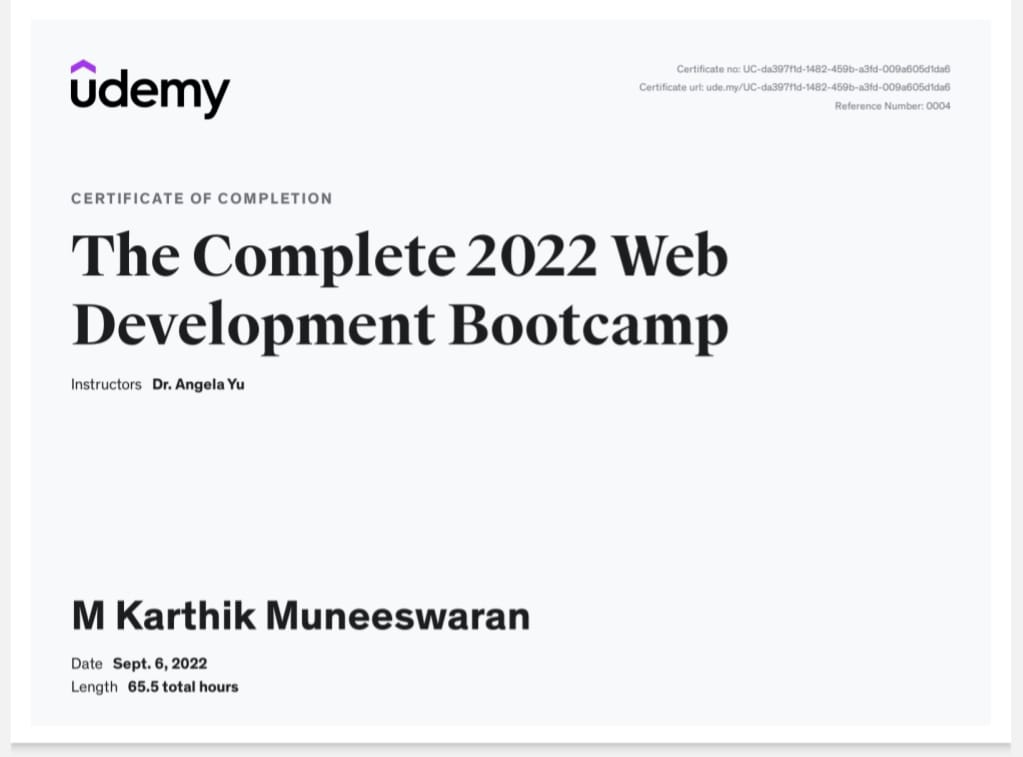 udemy
Certificate no: UC-da397f1d-1482-459b-a3fd-009a605d1da6
Certificate url: ude.my/UC-da397f1d-1482-459b-a3fd-009a605d1da6
Reference Number: 0004
CERTIFICATE OF COMPLETION
The Complete 2022 Web
Development Bootcamp
Instructors Dr. Angela Yu
M Karthik Muneeswaran
Date Sept. 6, 2022
Length 65.5 total hours